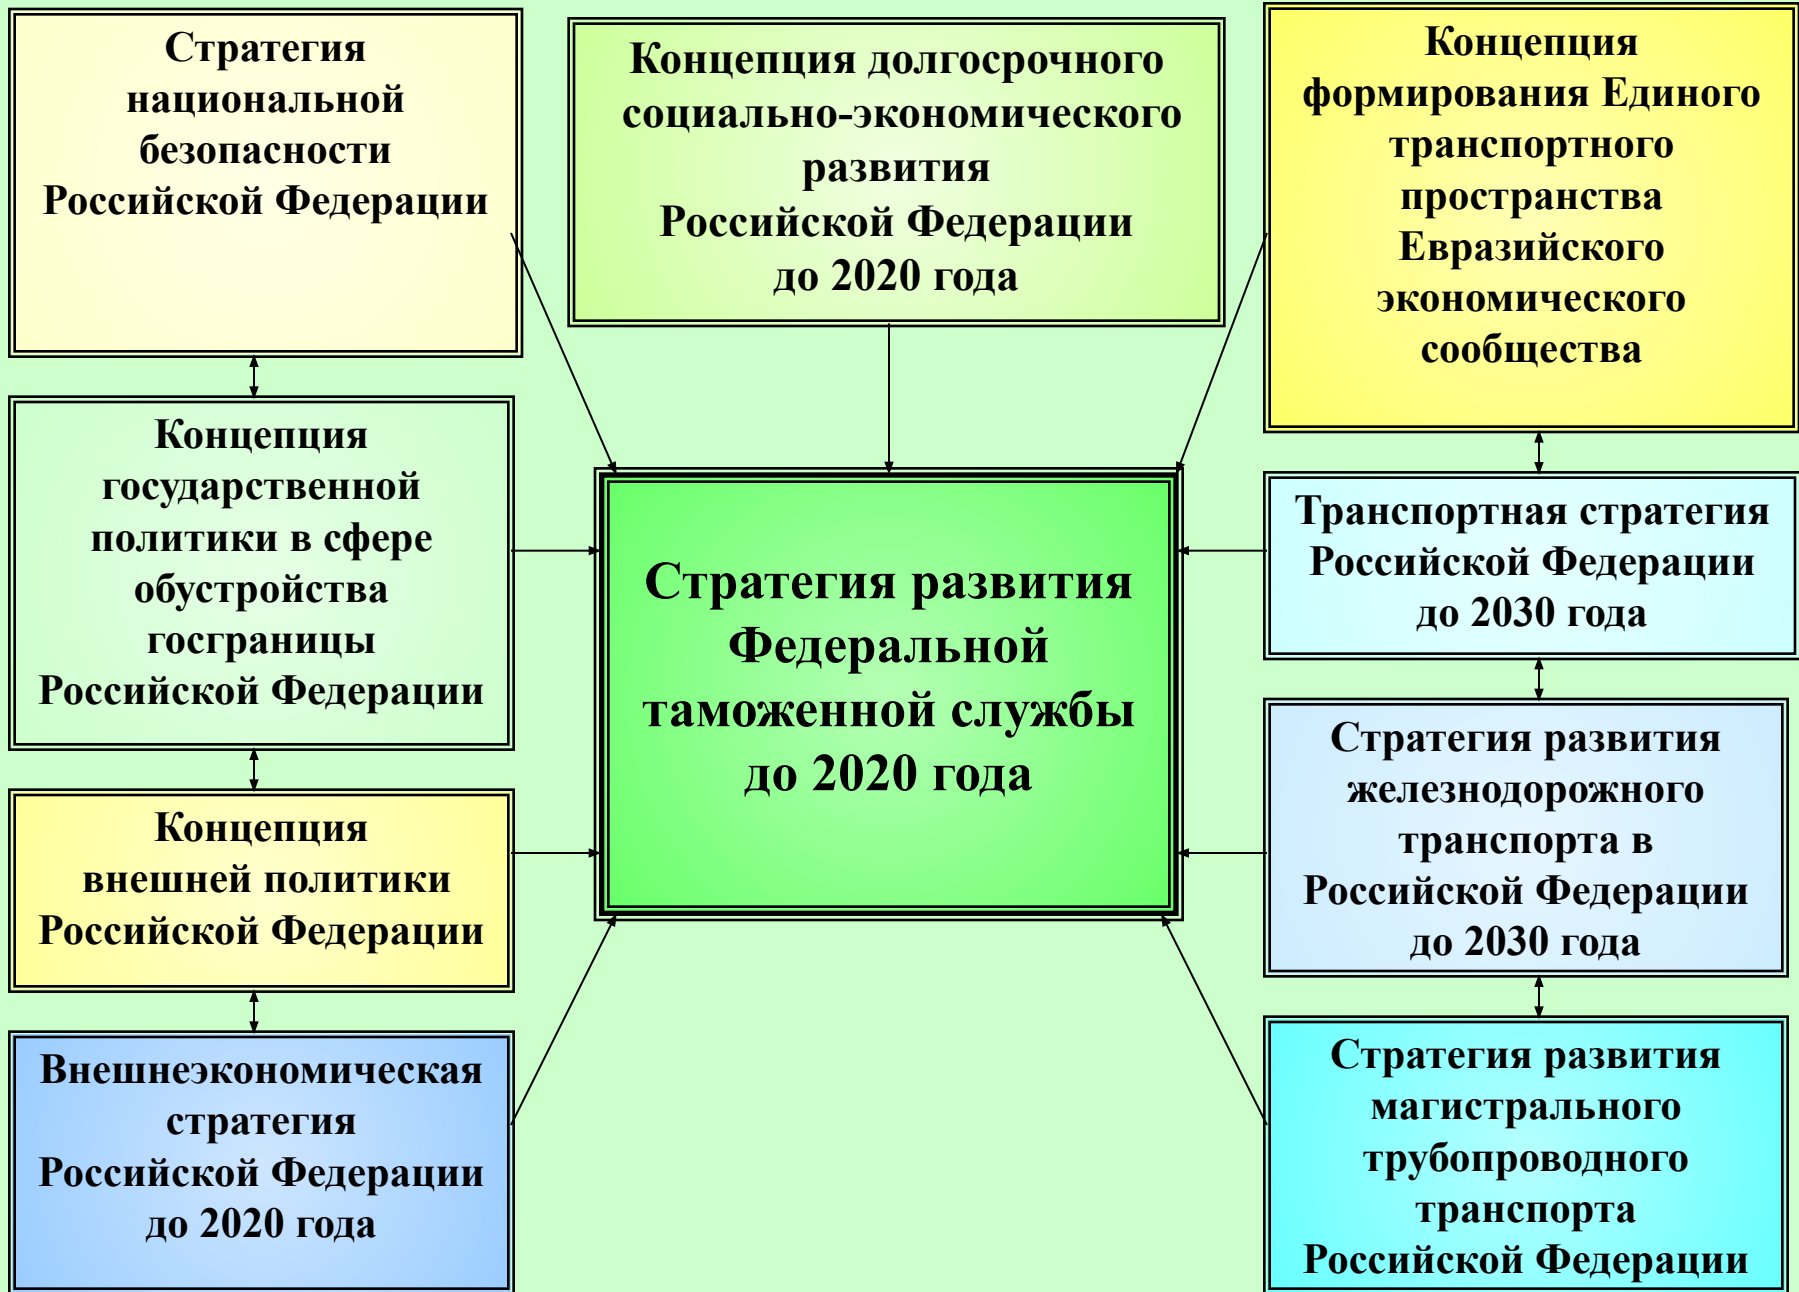 Стратегия
национальной
безопасности
Российской Федерации
Концепция долгосрочного
социально-экономического
развития
Российской Федерации
до 2020 года
Концепция
формирования Единого
транспортного
пространства
Евразийского
экономического
сообщества
Концепция
государственной
политики в сфере
обустройства
госграницы
Российской Федерации
Стратегия развития
Федеральной
таможенной службы
до 2020 года
Транспортная стратегия
Российской Федерации
до 2030 года
Концепция
внешней политики
Российской Федерации
Стратегия развития
железнодорожного
транспорта в
Российской Федерации
до 2030 года
Внешнеэкономическая
стратегия
Российской Федерации
до 2020 года
Стратегия развития
магистрального
трубопроводного
транспорта
Российской Федерации